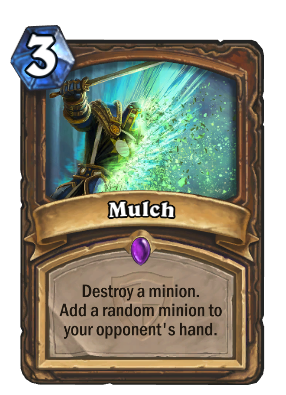 3
Mulch
Destroy a minion.
Add a random minion to
your opponent's hand.